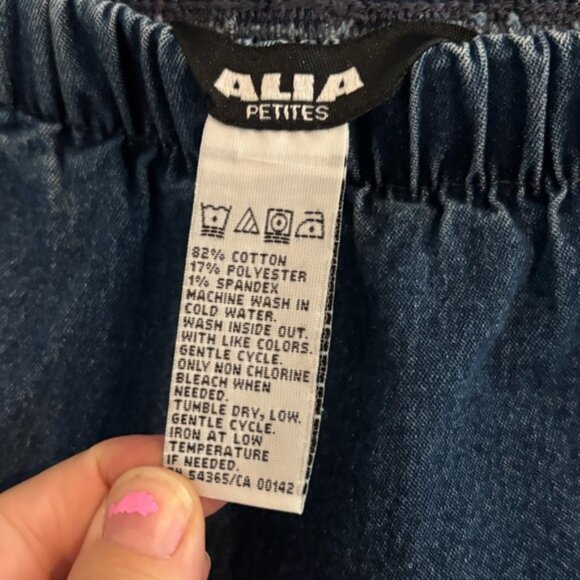 ALIA
PETITES
82% COTTON
17% POLYESTER
1% SPANDEX
MACHINE WASH IN
COLD WATER.
WASH INSIDE OUT.
WITH LIKE COLORS.
GENTLE CYCLE.
ONLY NON CHLORINE
BLEACH WHEN
NEEDED.
TUMBLE DRY, LOW.
GENTLE CYCLE.
IRON AT LOW
TEMPERATURE
IF NEEDED.
54365/CA 00142